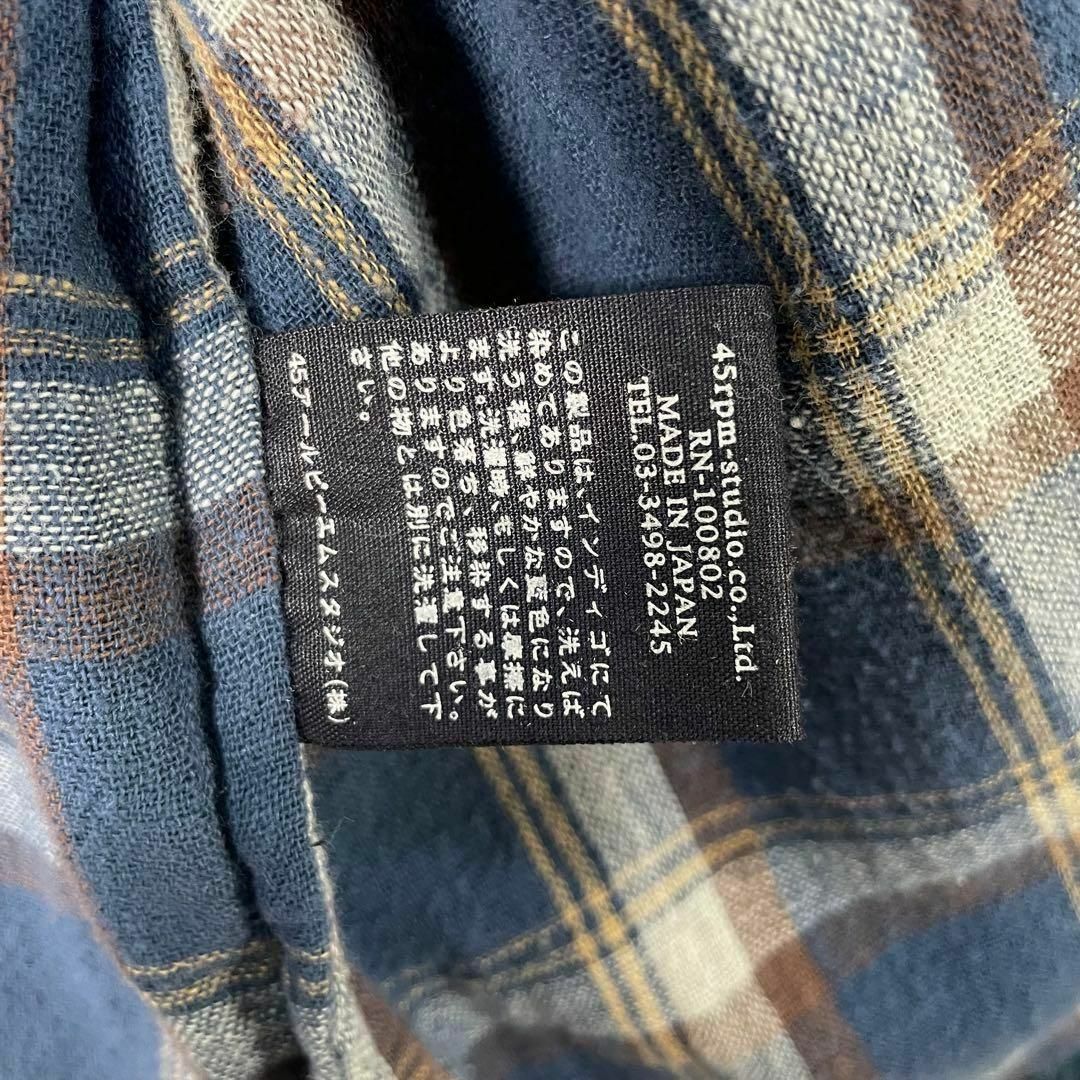 45rpm-studio.co.,Ltd.
RN-100802
MADE IN JAPAN
TEL.03-3498-2245
この製品は、インディゴにて
染めてありますので、洗えば
洗う程、鮮やかな藍色になり
ます。洗濯時、もしくは摩擦に
より色落ち、移染する事が
ありますのでご注意下さい。
他の物とは別に洗濯して下
さい。
45アールピーエムスタジオ(株)